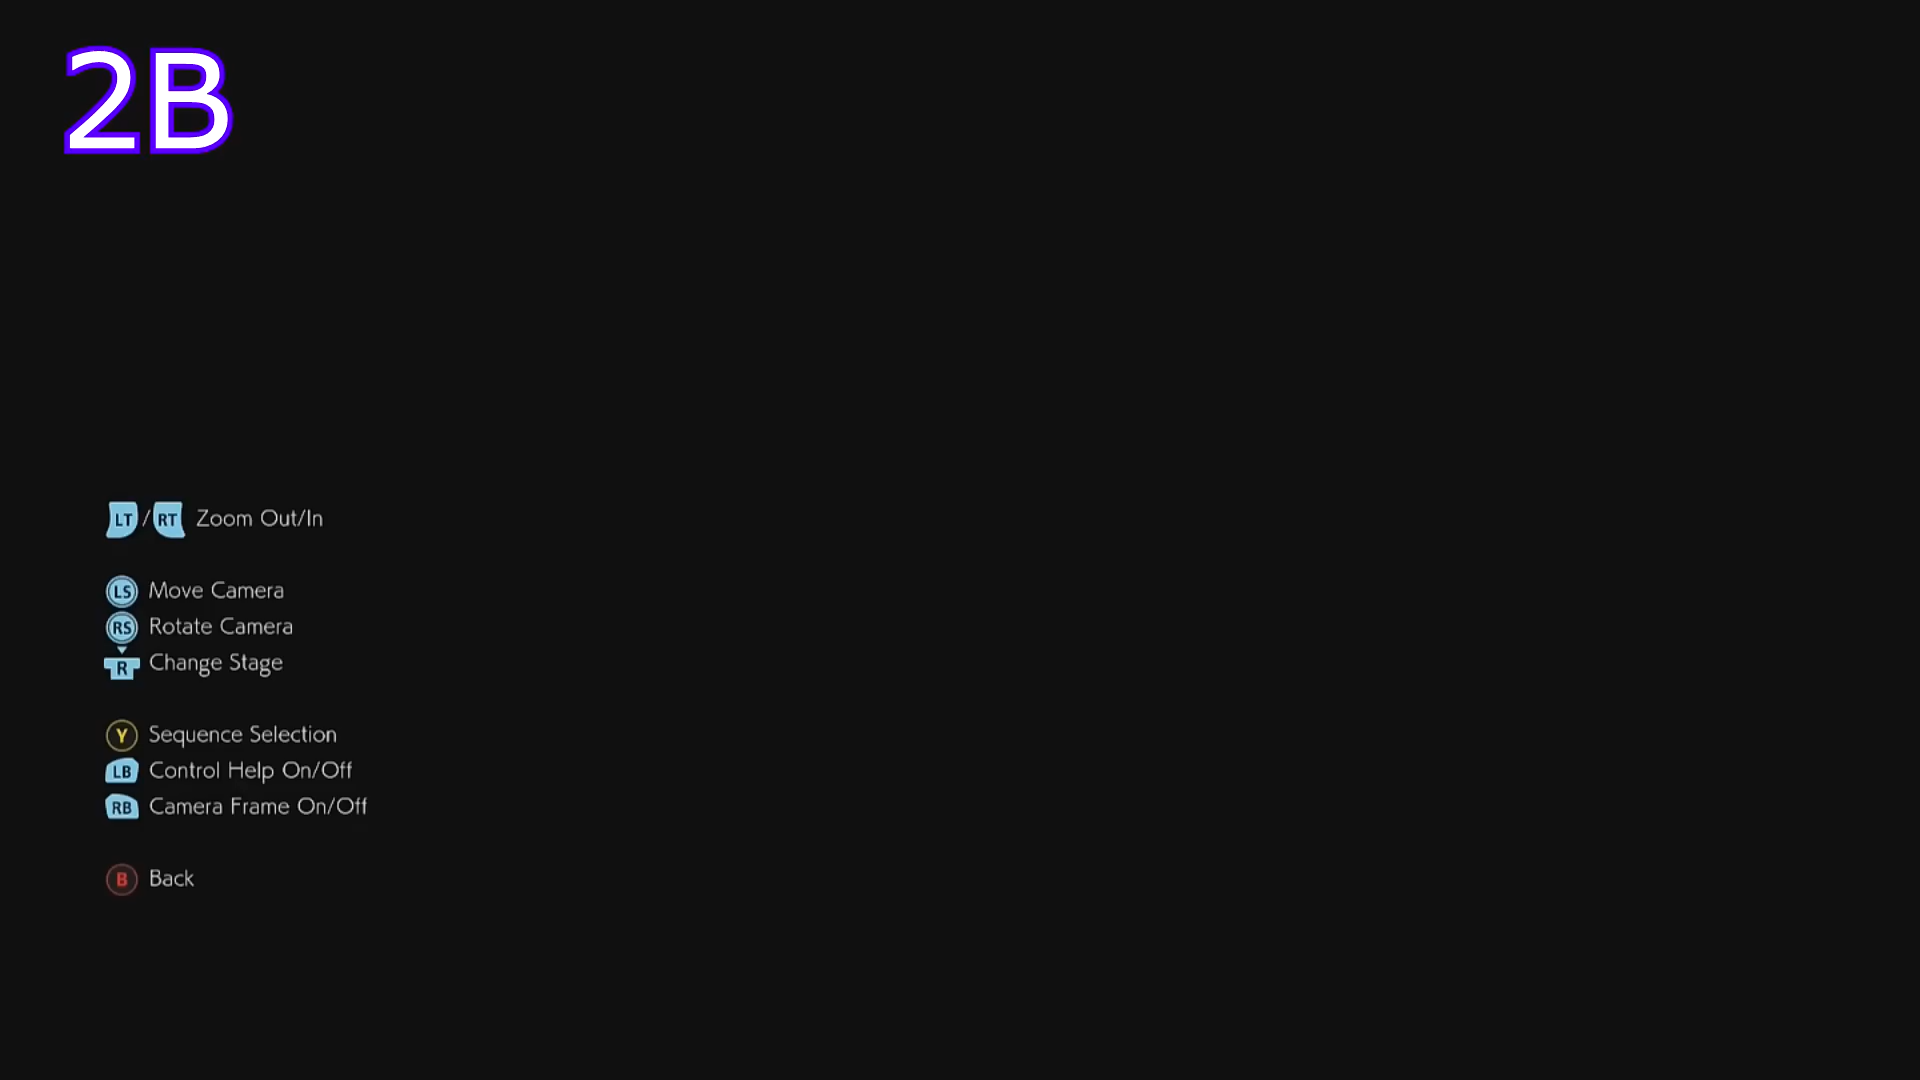 2B
LT / RT Zoom Out/In
LS Move Camera
RS Rotate Camera
R Change Stage
Y Sequence Selection
LB Control Help On/Off
RB Camera Frame On/Off
B Back